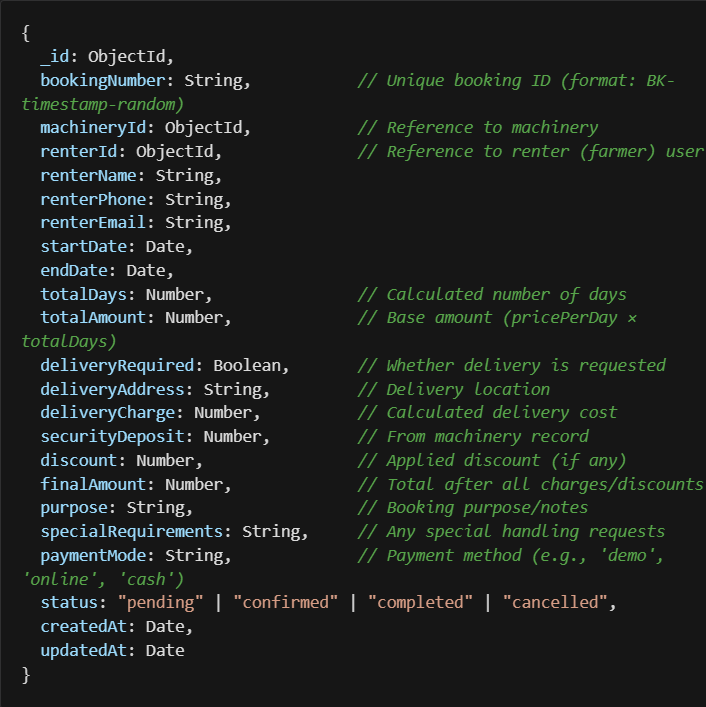 {
  _id: ObjectId,
  bookingNumber: String,           // Unique booking ID (format: BK-
timestamp-random)
  machineryId: ObjectId,           // Reference to machinery
  renterId: ObjectId,              // Reference to renter (farmer) user
  renterName: String,
  renterPhone: String,
  renterEmail: String,
  startDate: Date,
  endDate: Date,
  totalDays: Number,               // Calculated number of days
  totalAmount: Number,             // Base amount (pricePerDay ×
totalDays)
  deliveryRequired: Boolean,       // Whether delivery is requested
  deliveryAddress: String,         // Delivery location
  deliveryCharge: Number,          // Calculated delivery cost
  securityDeposit: Number,         // From machinery record
  discount: Number,                // Applied discount (if any)
  finalAmount: Number,             // Total after all charges/discounts
  purpose: String,                 // Booking purpose/notes
  specialRequirements: String,     // Any special handling requests
  paymentMode: String,             // Payment method (e.g., 'demo',
'online', 'cash')
  status: "pending" | "confirmed" | "completed" | "cancelled",
  createdAt: Date,
  updatedAt: Date
}